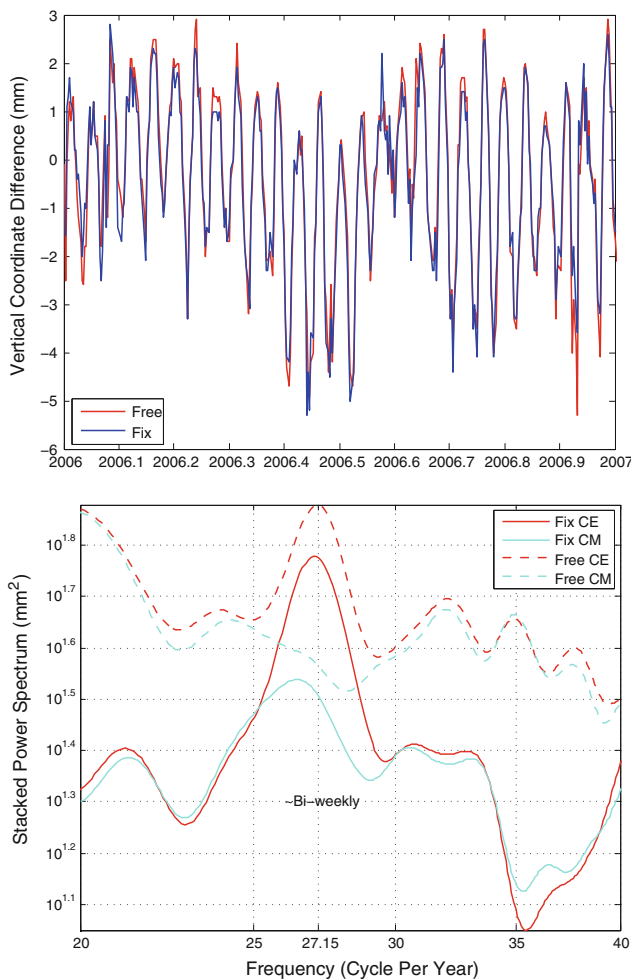 3
2
1
0
−1
−2
−3
−4
−5
−6
Vertical Coordinate Difference (mm)
Free
Fix
2006 2006.1 2006.2 2006.3 2006.4 2006.5 2006.6 2006.7 2006.8 2006.9 2007
10^1.8
10^1.7
10^1.6
10^1.5
10^1.4
10^1.3
10^1.2
10^1.1
Stacked Power Spectrum (mm²)
Fix CE
Fix CM
Free CE
Free CM
~Bi−weekly
20 25 27.15 30 35 40
Frequency (Cycle Per Year)